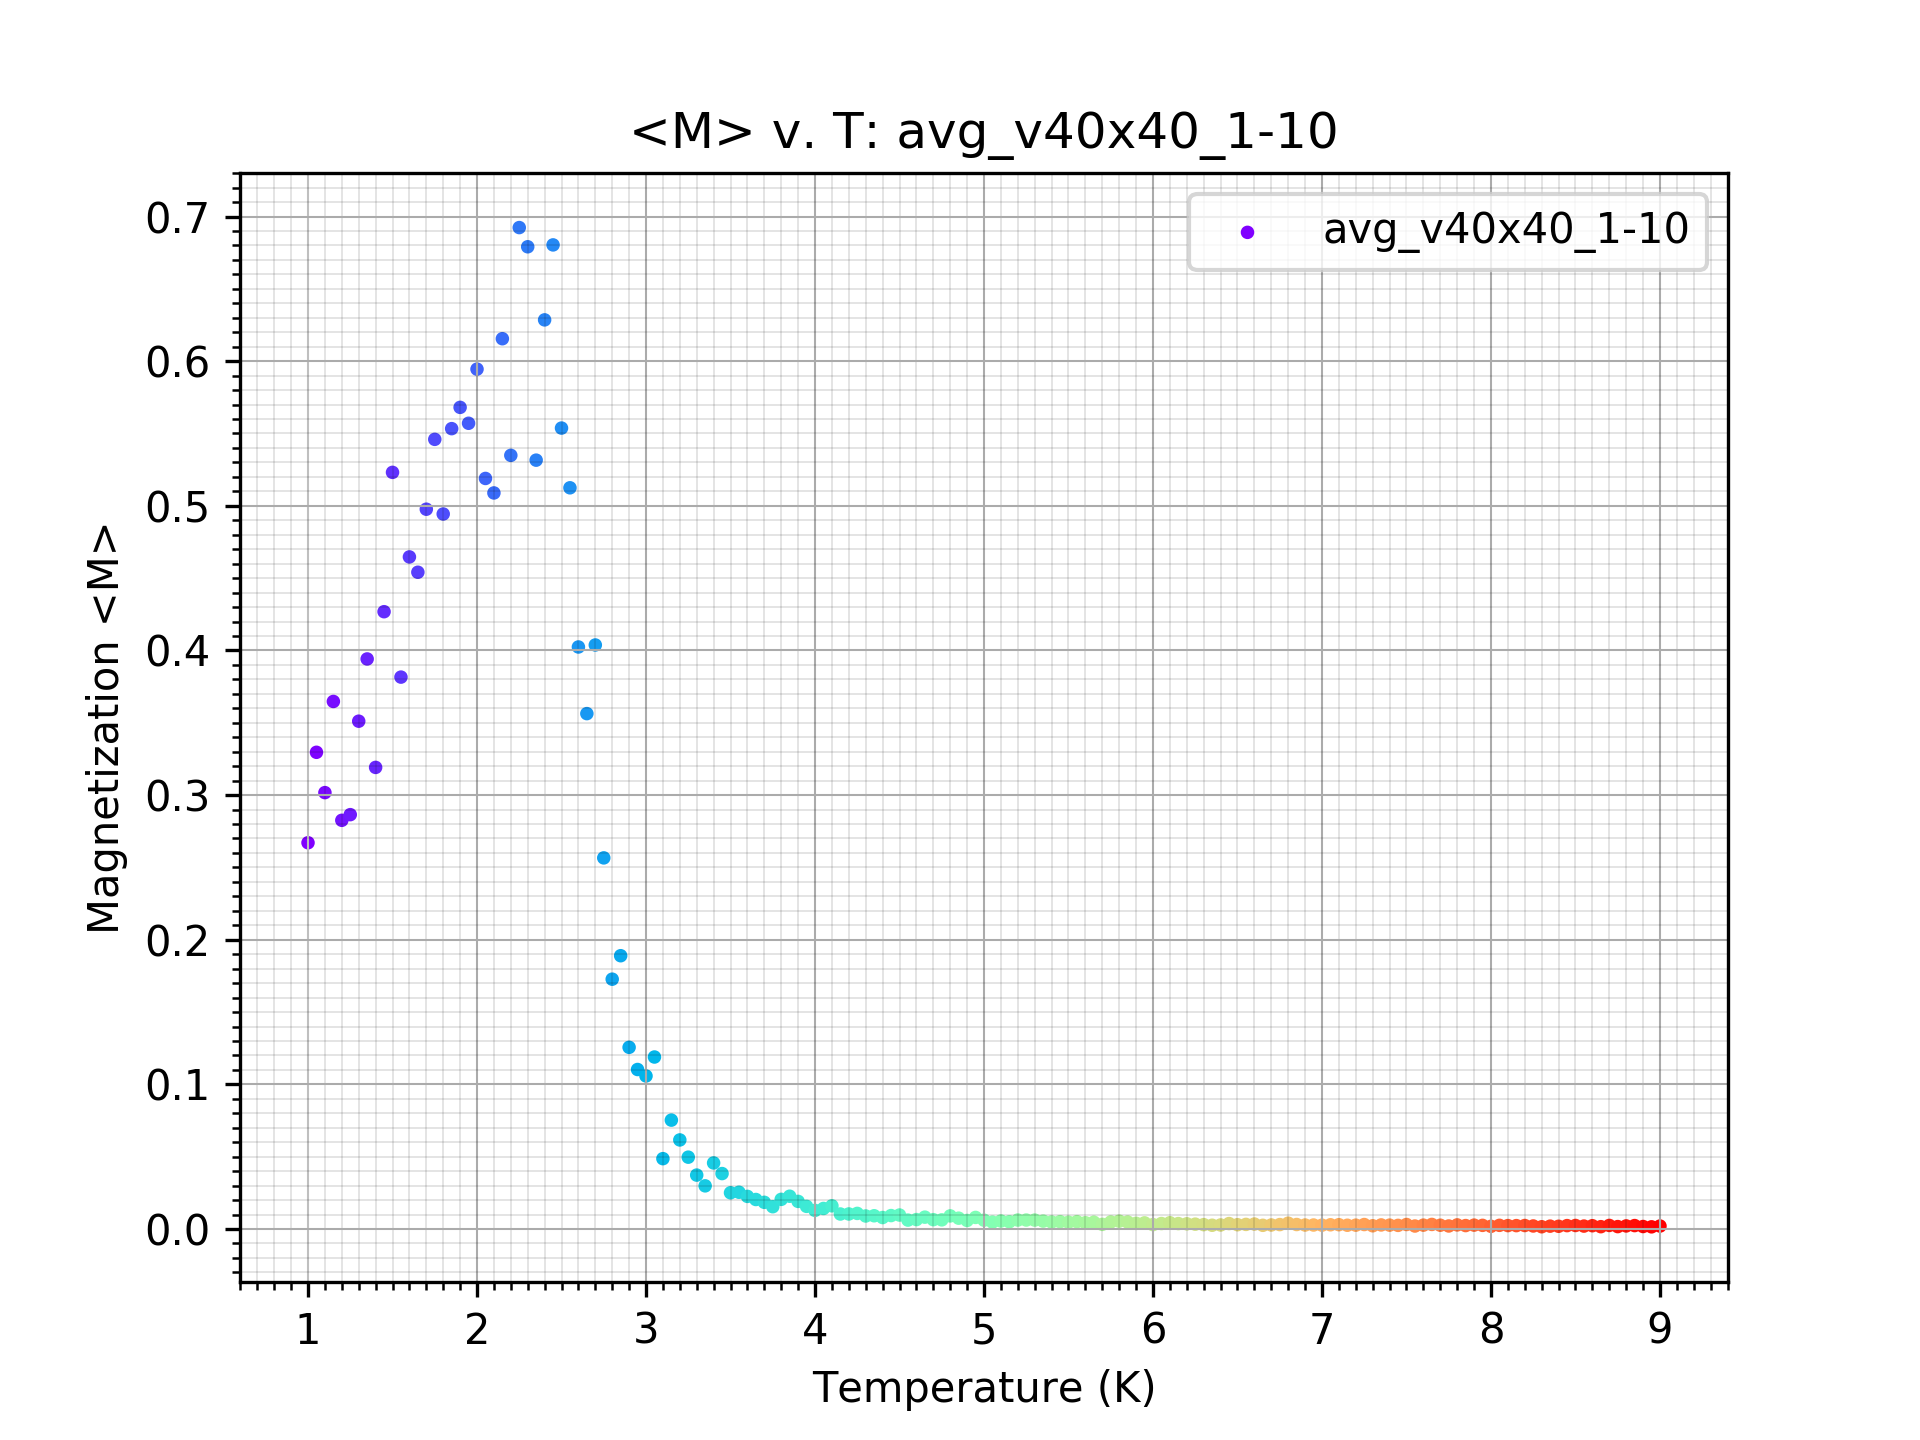 <M> v. T: avg_v40x40_1-10
avg_v40x40_1-10
0.7
0.6
0.5
0.4
0.3
0.2
0.1
0.0
Magnetization <M>
1 2 3 4 5 6 7 8 9
Temperature (K)